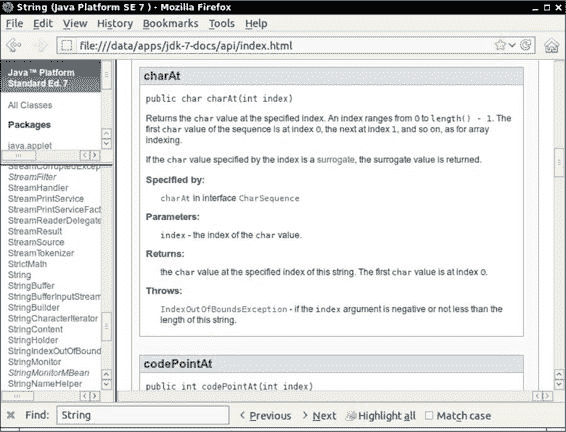 String (Java Platform SE 7 ) - Mozilla Firefox
File Edit View History Bookmarks Tools Help
file:///data/apps/jdk-7-docs/api/index.html
Java™ Platform
Standard Ed. 7
All Classes
Packages
java.applet
StreamCorruptedExcep
StreamFilter
StreamHandler
StreamPrintService
StreamPrintServiceFact
StreamReaderDelegate
StreamResult
StreamSource
StreamTokenizer
StrictMath
String
StringBuffer
StringBufferInputStream
StringBuilder
StringCharacterIterator
StringContent
StringHolder
StringIndexOutOfBound
StringMonitor
StringMonitorMBean
StringNameHelper
charAt
public char charAt(int index)
Returns the char value at the specified index. An index ranges from 0 to length() - 1. The
first char value of the sequence is at index 0, the next at index 1, and so on, as for array
indexing.
If the char value specified by the index is a surrogate, the surrogate value is returned.
Specified by:
charAt in interface CharSequence
Parameters:
index - the index of the char value.
Returns:
the char value at the specified index of this string. The first char value is at index 0.
Throws:
IndexOutOfBoundsException - if the index argument is negative or not less than the
length of this string.
codePointAt
public int codePointAt(int index)
Find: String Previous Next Highlight all Match case